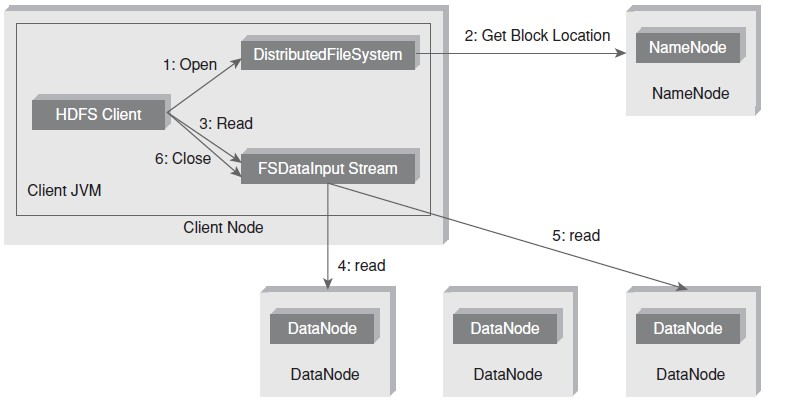 DistributedFileSystem
2: Get Block Location
NameNode
NameNode
1: Open
HDFS Client
3: Read
6: Close
FSDataInput Stream
Client JVM
Client Node
5: read
4: read
DataNode
DataNode
DataNode
DataNode
DataNode
DataNode